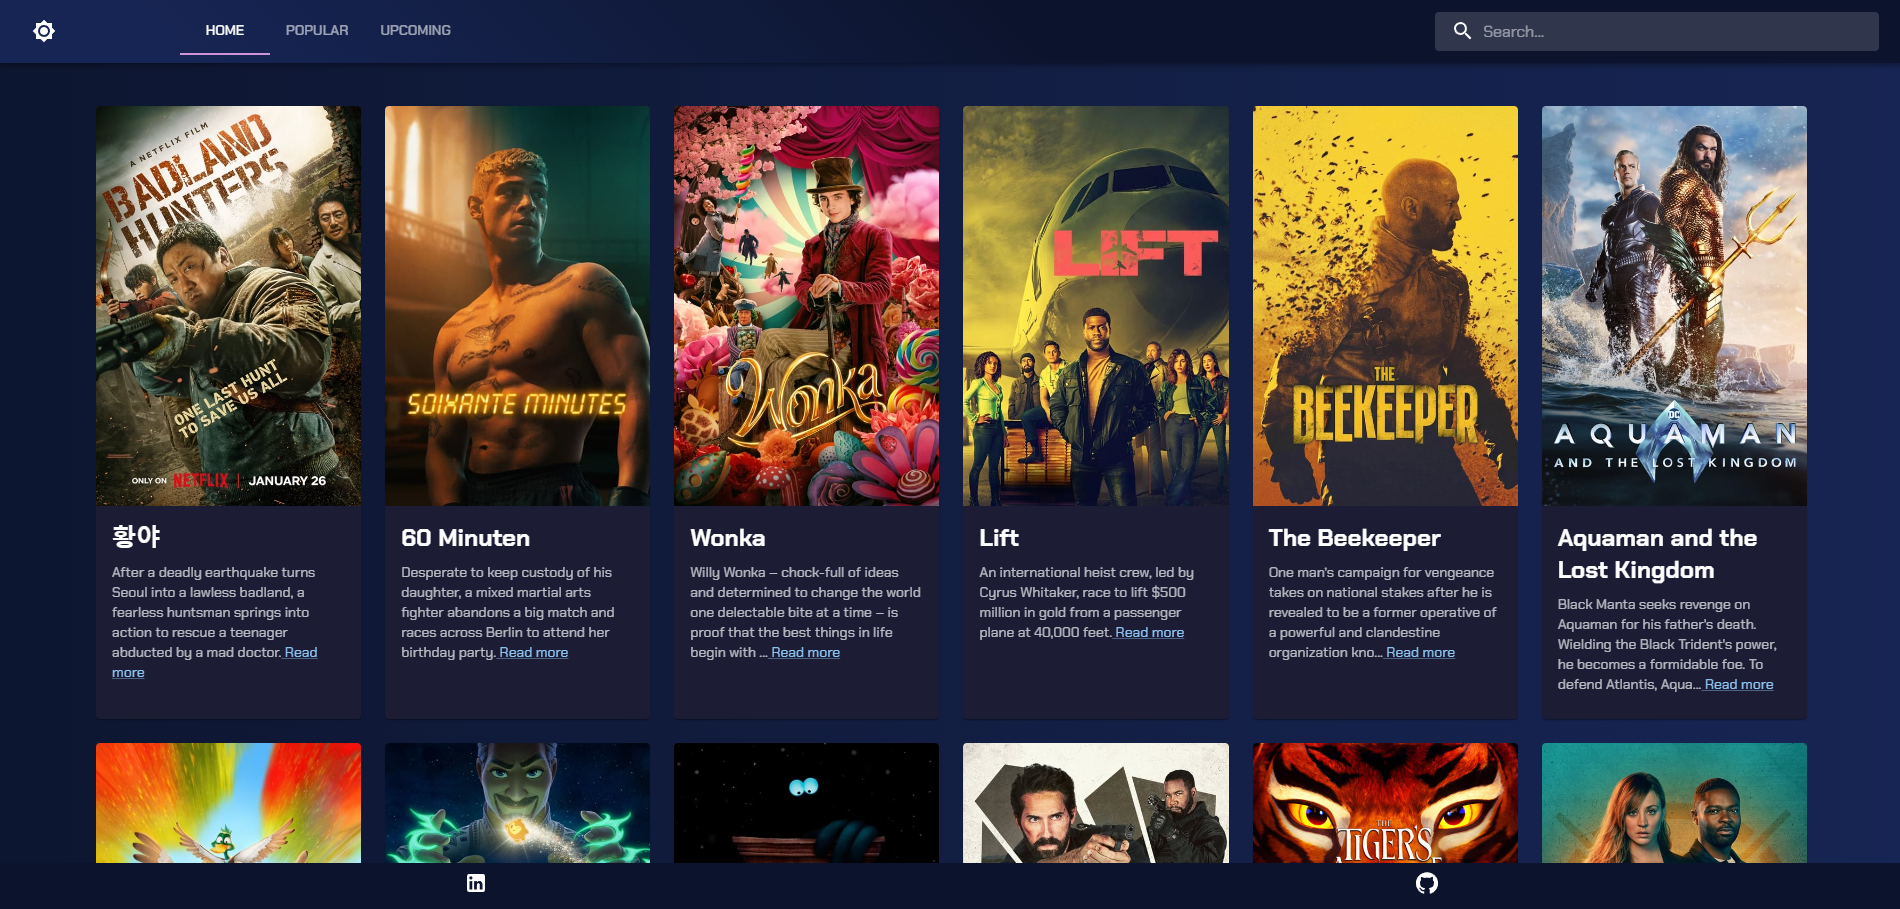 HOME
POPULAR
UPCOMING
Search...
A NETFLIX FILM
BADLAND
HUNTERS
ONE LAST HUNT
TO SAVE US ALL
ONLY ON NETFLIX | JANUARY 26
SOIXANTE MINUTES
Wonka
LIFT
THE
BEEKEEPER
DC
AQUAMAN
AND THE LOST KINGDOM
황야
After a deadly earthquake turns
Seoul into a lawless badland, a
fearless huntsman springs into
action to rescue a teenager
abducted by a mad doctor. Read
more
60 Minuten
Desperate to keep custody of his
daughter, a mixed martial arts
fighter abandons a big match and
races across Berlin to attend her
birthday party. Read more
Wonka
Willy Wonka – chock-full of ideas
and determined to change the world
one delectable bite at a time – is
proof that the best things in life
begin with ... Read more
Lift
An international heist crew, led by
Cyrus Whitaker, race to lift $500
million in gold from a passenger
plane at 40,000 feet. Read more
The Beekeeper
One man's campaign for vengeance
takes on national stakes after he is
revealed to be a former operative of
a powerful and clandestine
organization kno... Read more
Aquaman and the
Lost Kingdom
Black Manta seeks revenge on
Aquaman for his father's death.
Wielding the Black Trident's power,
he becomes a formidable foe. To
defend Atlantis, Aqua... Read more
THE
TIGER'S
in